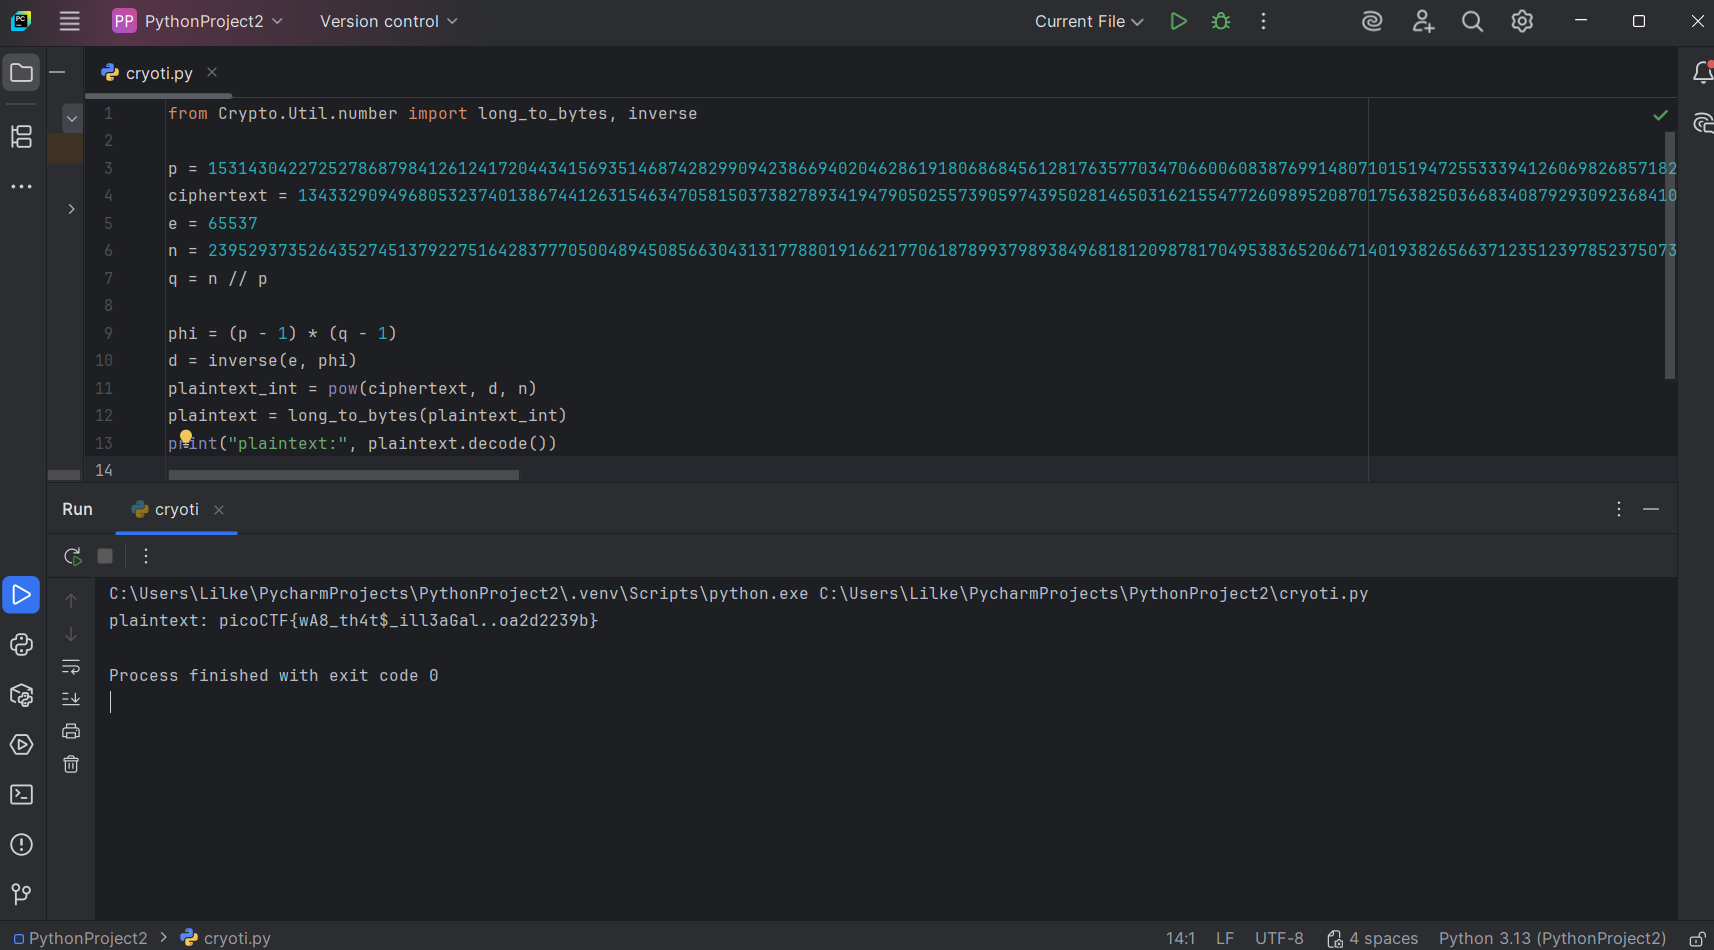 PP PythonProject2 Version control Current File
cryoti.py
1 from Crypto.Util.number import long_to_bytes, inverse
2
3 p = 153143042272527868798412612417204434156935146874282990942386694020462861918068684561281763577034706600608387699148071015194725533394126069826857182
4 ciphertext = 13433290949680532374013867441263154634705815037382789341947905025573905974395028146503162155477260989520870175638250366834087929309236841 0
5 e = 65537
6 n = 239529373526435274513792275164283777050048945085663043131778801916621770618789937989384968181209878170495383652066714019382656637123512397852375073
7 q = n // p
8
9 phi = (p - 1) * (q - 1)
10 d = inverse(e, phi)
11 plaintext_int = pow(ciphertext, d, n)
12 plaintext = long_to_bytes(plaintext_int)
13 print("plaintext:", plaintext.decode())
14
Run cryoti
C:\Users\Lilke\PycharmProjects\PythonProject2\.venv\Scripts\python.exe C:\Users\Lilke\PycharmProjects\PythonProject2\cryoti.py
plaintext: picoCTF{wA8_th4t$_ill3aGal..oa2d2239b}
Process finished with exit code 0
PythonProject2 cryoti.py 14:1 LF UTF-8 4 spaces Python 3.13 (PythonProject2)